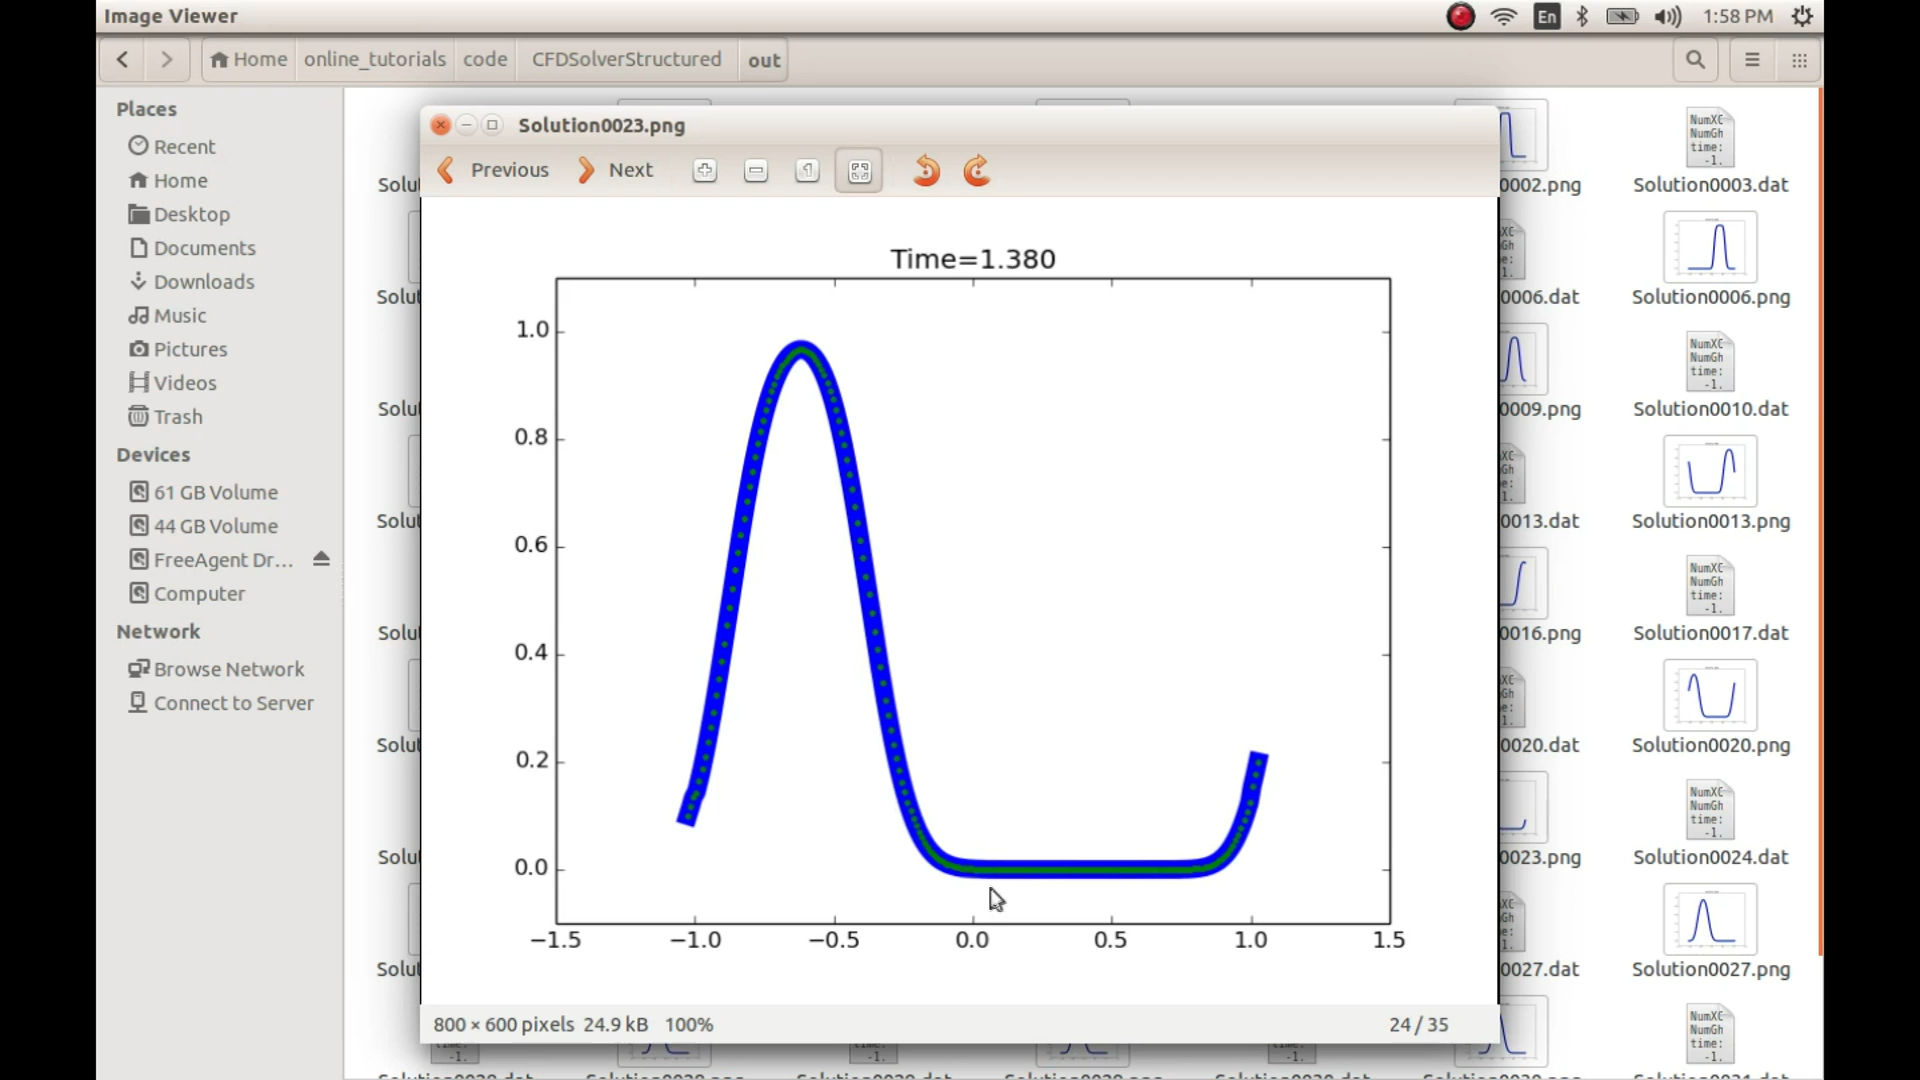 Image Viewer
En
1:58 PM
Home
online_tutorials
code
CFDSolverStructured
out
Places
Recent
Home
Desktop
Documents
Downloads
Music
Pictures
Videos
Trash
Devices
61 GB Volume
44 GB Volume
FreeAgent Dr...
Computer
Network
Browse Network
Connect to Server
Solution0023.png
Previous
Next
Time=1.380
1.0
0.8
0.6
0.4
0.2
0.0
−1.5 −1.0 −0.5 0.0 0.5 1.0 1.5
800 × 600 pixels 24.9 kB 100%
24 / 35
0002.png
Solution0003.dat
0006.dat
Solution0006.png
0009.png
Solution0010.dat
0013.dat
Solution0013.png
0016.png
Solution0017.dat
0020.dat
Solution0020.png
0023.png
Solution0024.dat
0027.dat
Solution0027.png
NumXC
NumGh
time:
-1.